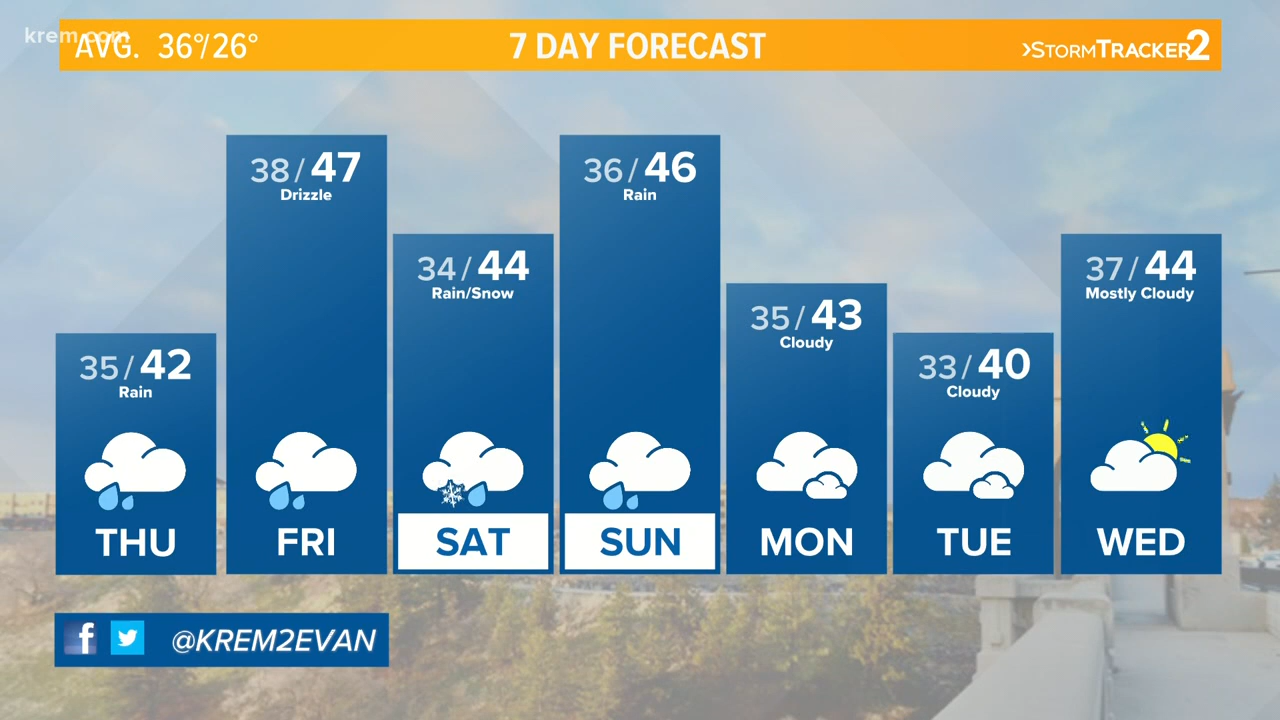 krem.com
AVG. 36°/26°
7 DAY FORECAST
STORMTRACKER2
35/42
Rain
THU
38/47
Drizzle
FRI
34/44
Rain/Snow
SAT
36/46
Rain
SUN
35/43
Cloudy
MON
33/40
Cloudy
TUE
37/44
Mostly Cloudy
WED
f
@KREM2EVAN